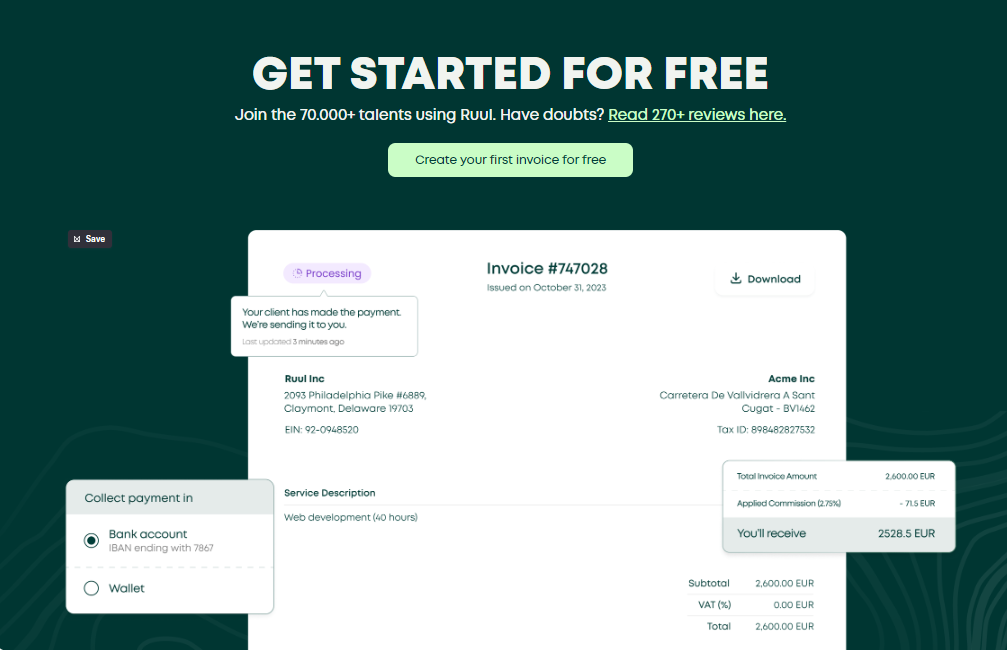 GET STARTED FOR FREE
Join the 70.000+ talents using Ruul. Have doubts? Read 270+ reviews here.
Create your first invoice for free
Save
Processing
Invoice #747028
Issued on October 31, 2023
Download
Your client has made the payment.
We're sending it to you.
Last updated 3 minutes ago
Ruul Inc
2093 Philadelphia Pike #6889,
Claymont, Delaware 19703
EIN: 92-0948520
Acme Inc
Carretera De Vallvidrera A Sant
Cugat - BV1462
Tax ID: 898482827532
Collect payment in
Bank account
IBAN ending with 7867
Wallet
Service Description
Web development (40 hours)
Total Invoice Amount 2,600.00 EUR
Applied Commission (2.75%) - 71.5 EUR
You'll receive 2528.5 EUR
Subtotal 2,600.00 EUR
VAT (%) 0.00 EUR
Total 2,600.00 EUR